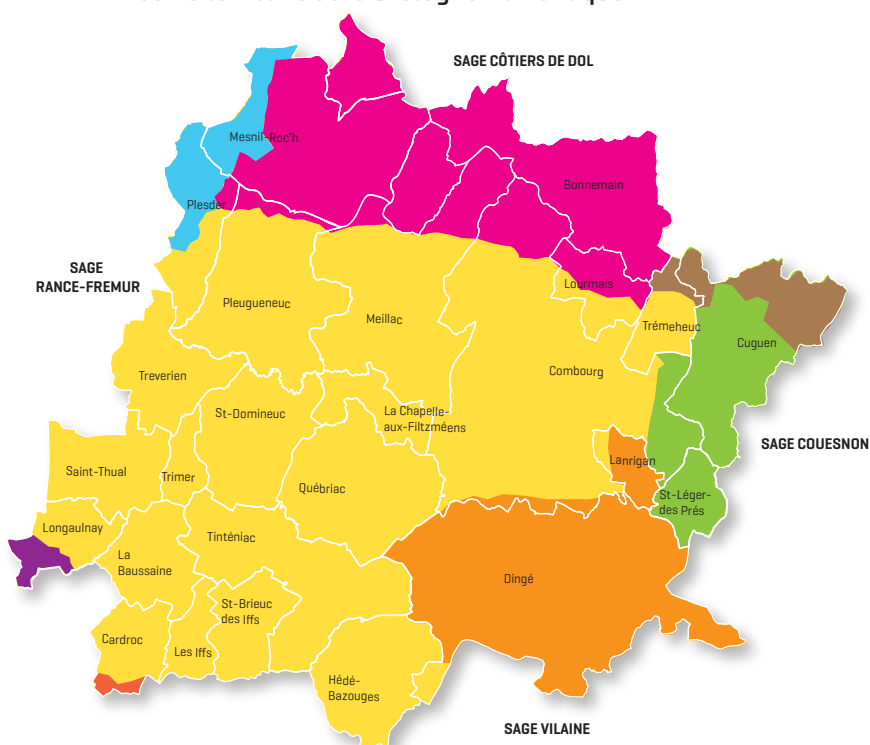 SAGE CÔTIERS DE DOL
Mesnil-Roc'h
Bonnemain
Plesder
SAGE
RANCE-FREMUR
Lourmais
Pleugueneuc
Meillac
Trémeheuc
Cuguen
Combourg
Treverien
St-Domineuc
La Chapelle-
aux-Filtzméens
SAGE COUESNON
Saint-Thual
Trimer
Lanrigan
Québriac
St-Léger-
des Prés
Longaulnay
Tinténiac
La
Baussaine
Dingé
St-Brieuc
des Iffs
Cardroc
Les Iffs
Hédé-
Bazouges
SAGE VILAINE